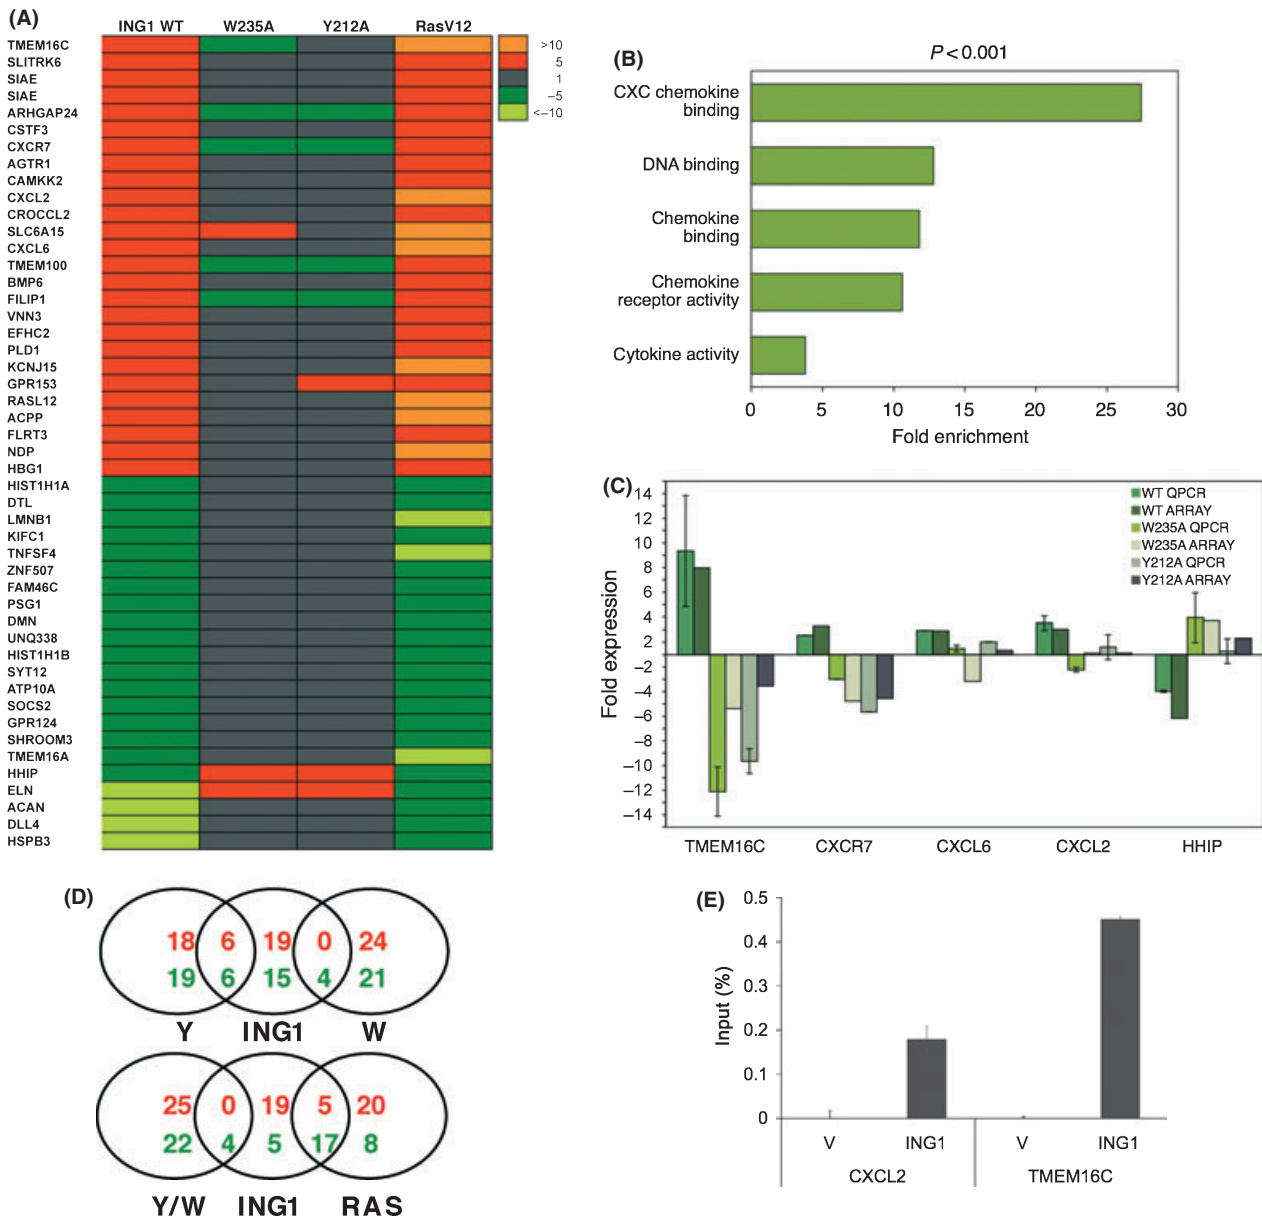 (A)
ING1 WT W235A Y212A RasV12
TMEM16C
SLITRK6
SIAE
SIAE
ARHGAP24
CSTF3
CXCR7
AGTR1
CAMKK2
CXCL2
CROCCL2
SLC6A15
CXCL6
TMEM100
BMP6
FILIP1
VNN3
EFHC2
PLD1
KCNJ15
GPR153
RASL12
ACPP
FLRT3
NDP
HBG1
HIST1H1A
DTL
LMNB1
KIFC1
TNFSF4
ZNF507
FAM46C
PSG1
DMN
UNQ338
HIST1H1B
SYT12
ATP10A
SOCS2
GPR124
SHROOM3
TMEM16A
HHIP
ELN
ACAN
DLL4
HSPB3
>10
5
1
–5
<–10
(B)
P < 0.001
CXC chemokine
binding
DNA binding
Chemokine
binding
Chemokine
receptor activity
Cytokine activity
0 5 10 15 20 25 30
Fold enrichment
(C)
Fold expression
14
12
10
8
6
4
2
–2
–4
–6
–8
–10
–12
–14
WT QPCR
WT ARRAY
W235A QPCR
W235A ARRAY
Y212A QPCR
Y212A ARRAY
TMEM16C CXCR7 CXCL6 CXCL2 HHIP
(D)
18 6 19 0 24
19 6 15 4 21
Y ING1 W
25 0 19 5 20
22 4 5 17 8
Y/W ING1 RAS
(E)
Input (%)
0.5
0.4
0.3
0.2
0.1
0
V ING1 V ING1
CXCL2 TMEM16C